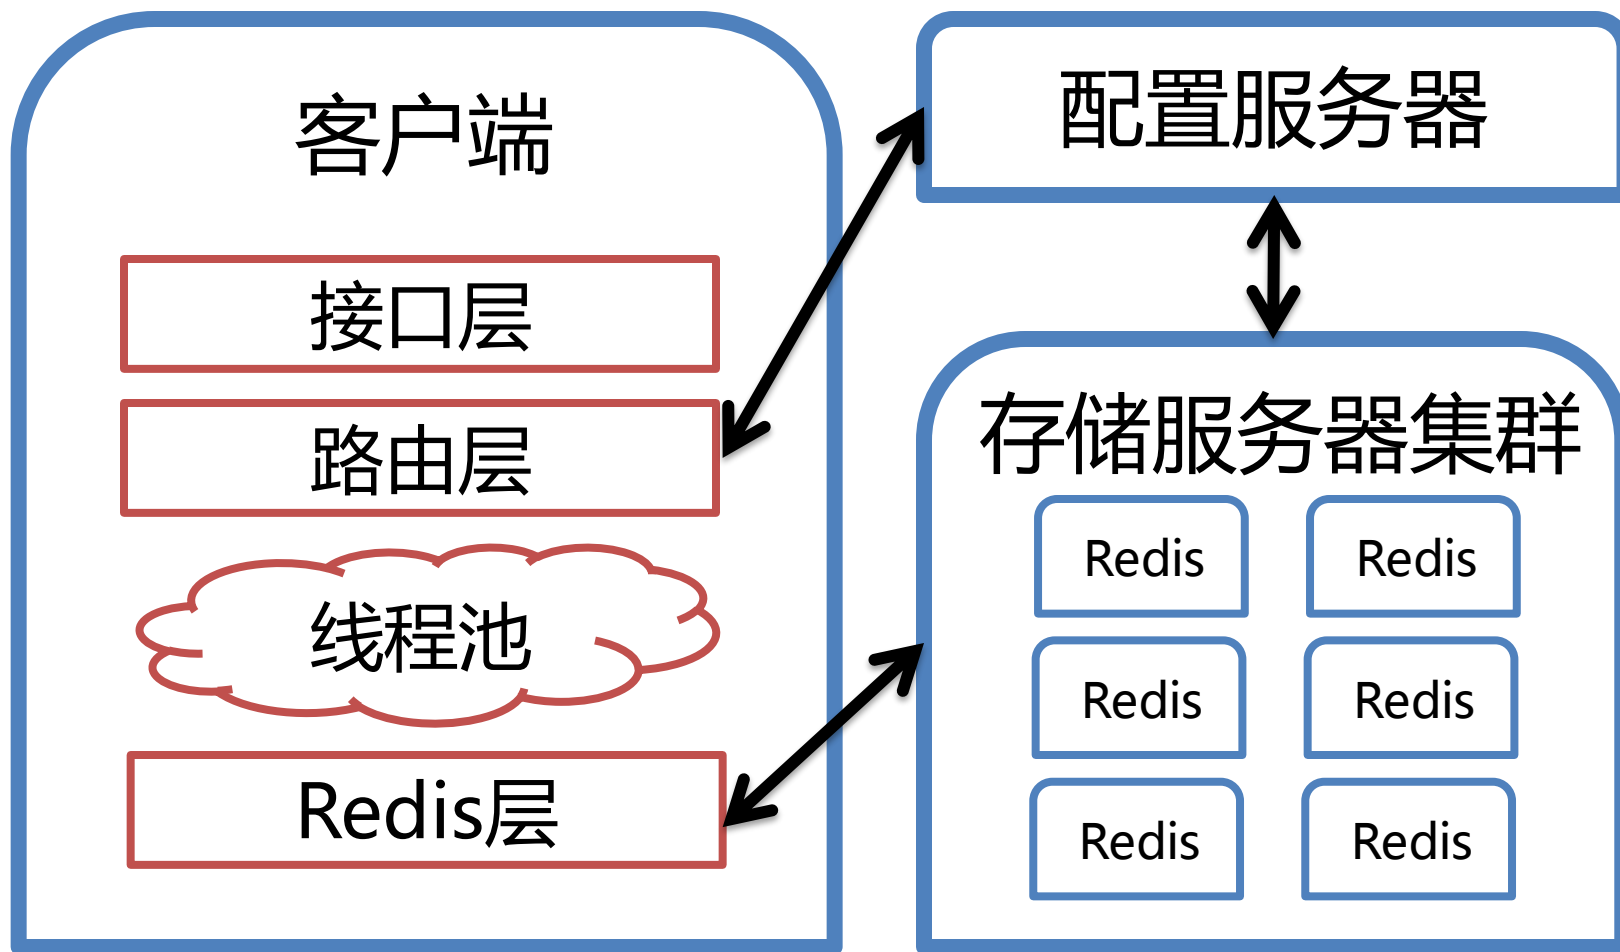 客户端
接口层
路由层
线程池
Redis层
配置服务器
存储服务器集群
Redis
Redis
Redis
Redis
Redis
Redis